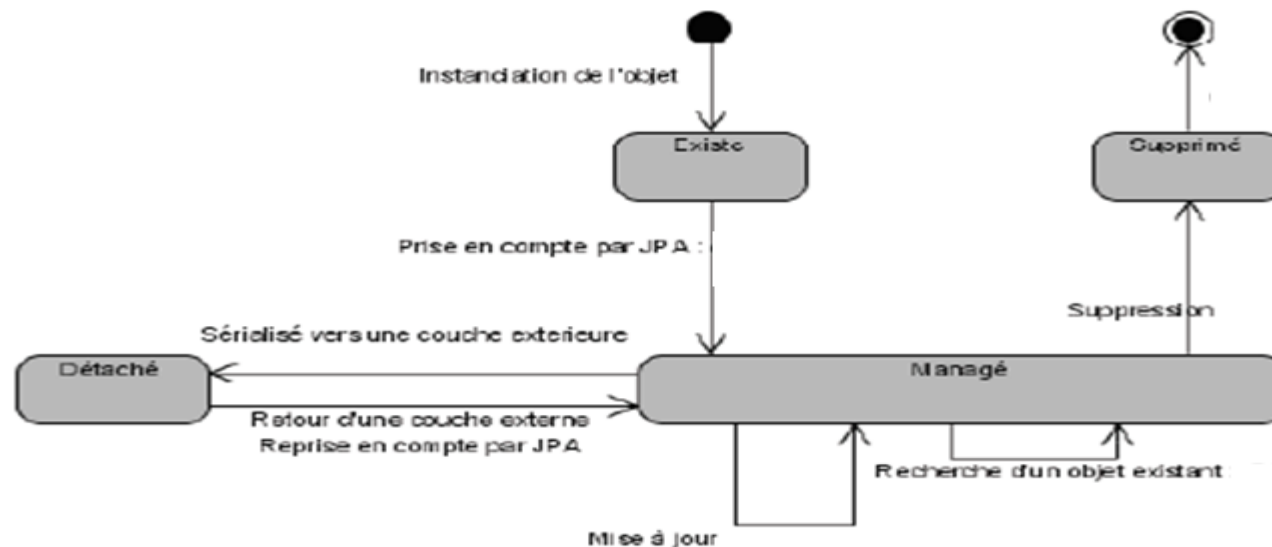 Instanciation de l'objet
Existe
Supprimé
Prise en compte par JPA :
Suppression
Sérialisé vers une couche exterieure
Détaché
Managé
Retour d'une couche externe
Reprise en compte par JPA
Recherche d'un objet existant
Mise à jour